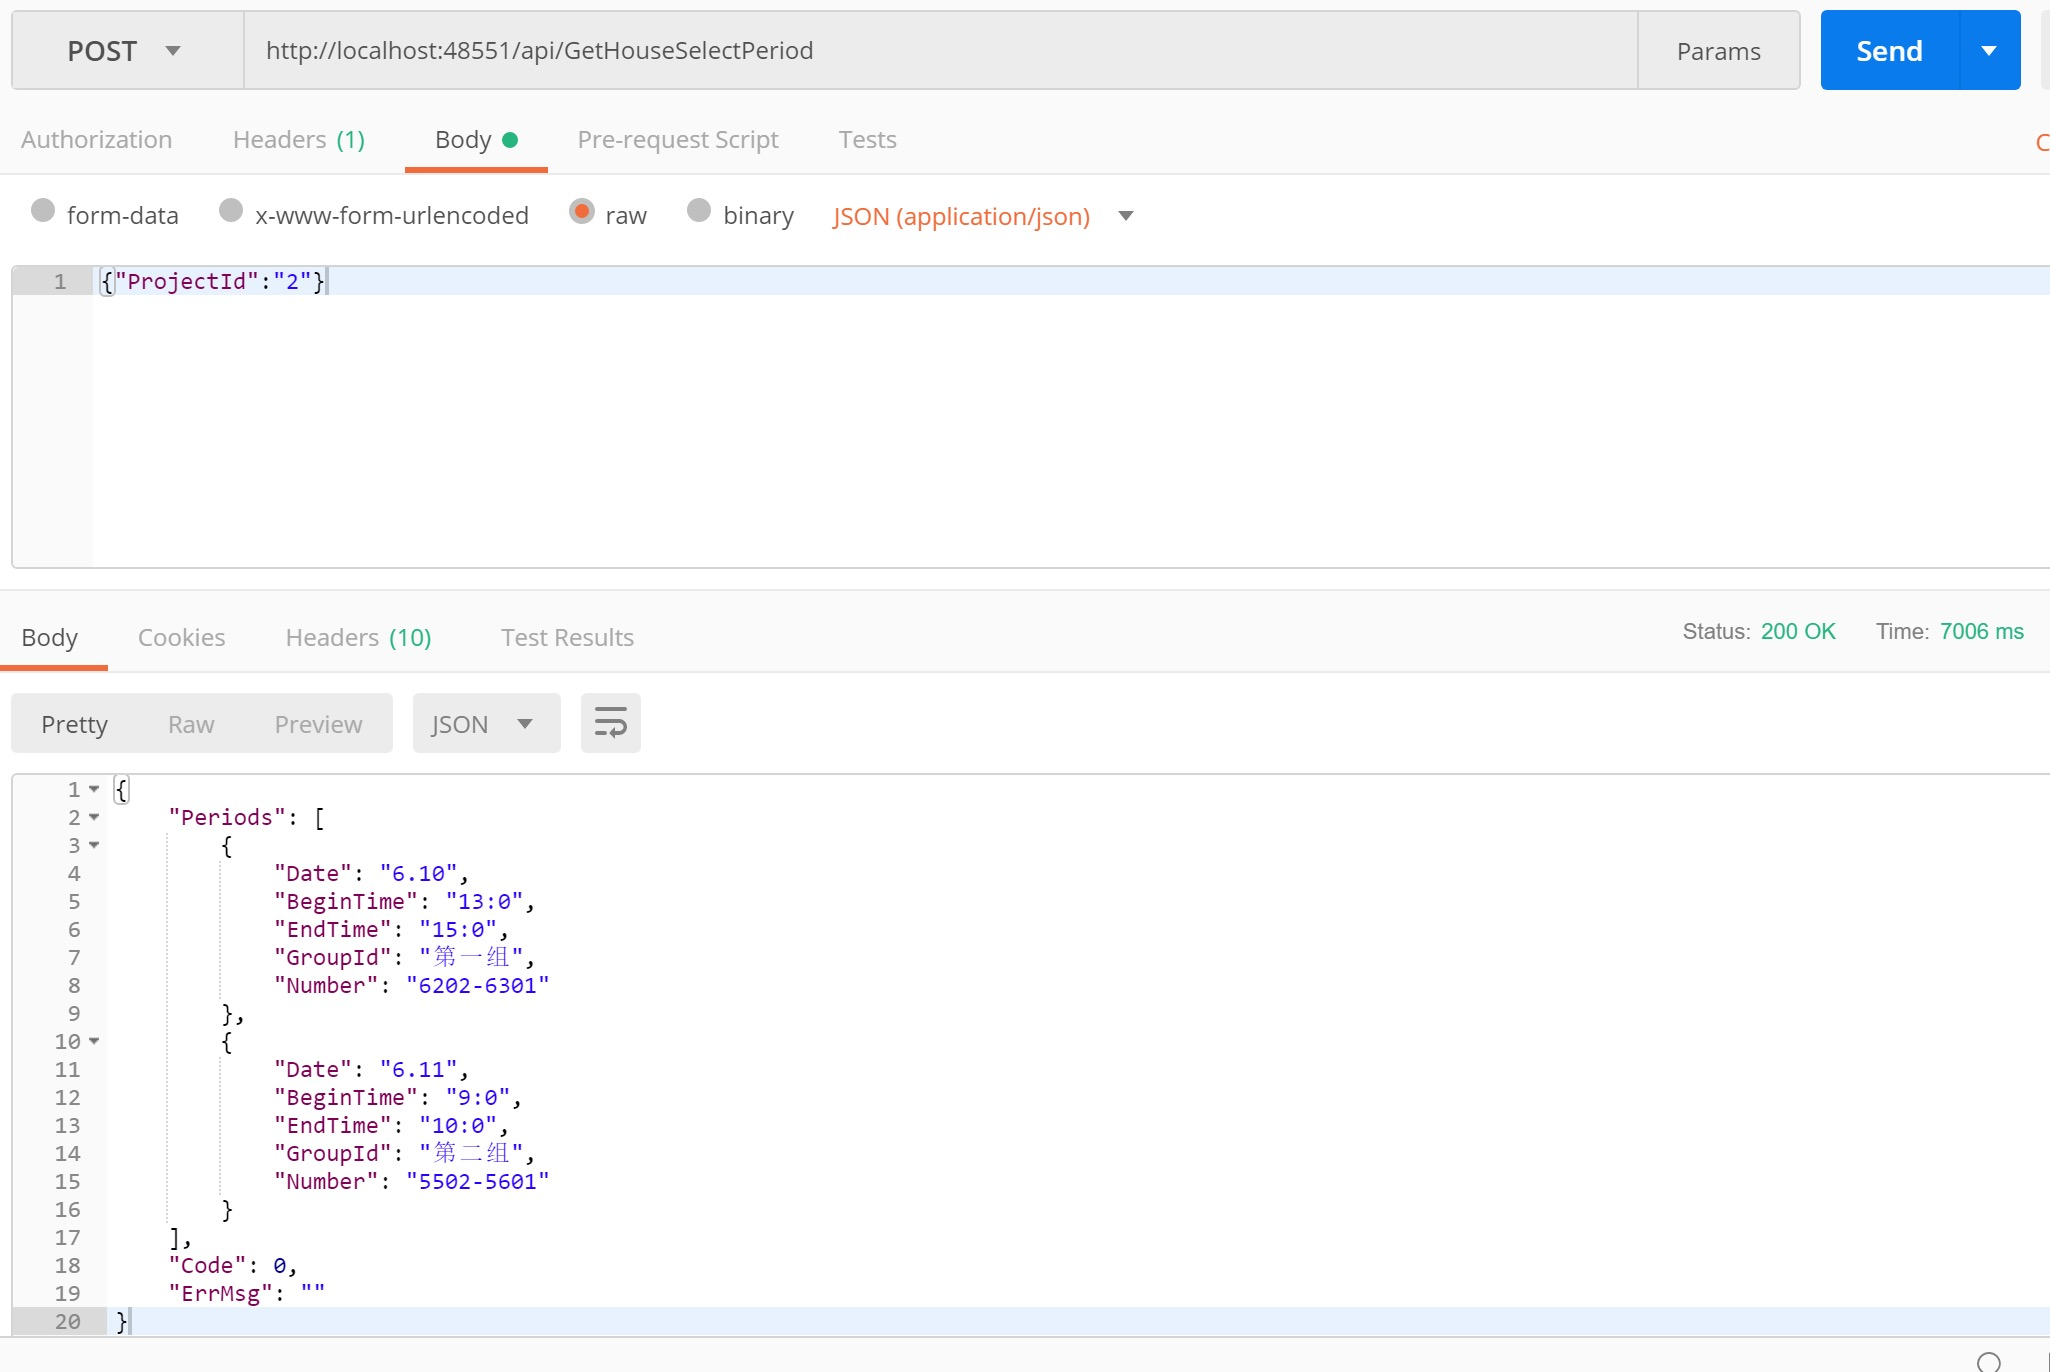 POST http://localhost:48551/api/GetHouseSelectPeriod Params Send
Authorization Headers (1) Body Pre-request Script Tests
form-data x-www-form-urlencoded raw binary JSON (application/json)
1 {"ProjectId":"2"}
Body Cookies Headers (10) Test Results Status: 200 OK Time: 7006 ms
Pretty Raw Preview JSON
1 {
2 "Periods": [
3 {
4 "Date": "6.10",
5 "BeginTime": "13:0",
6 "EndTime": "15:0",
7 "GroupId": "第一组",
8 "Number": "6202-6301"
9 },
10 {
11 "Date": "6.11",
12 "BeginTime": "9:0",
13 "EndTime": "10:0",
14 "GroupId": "第二组",
15 "Number": "5502-5601"
16 }
17 ],
18 "Code": 0,
19 "ErrMsg": ""
20 }